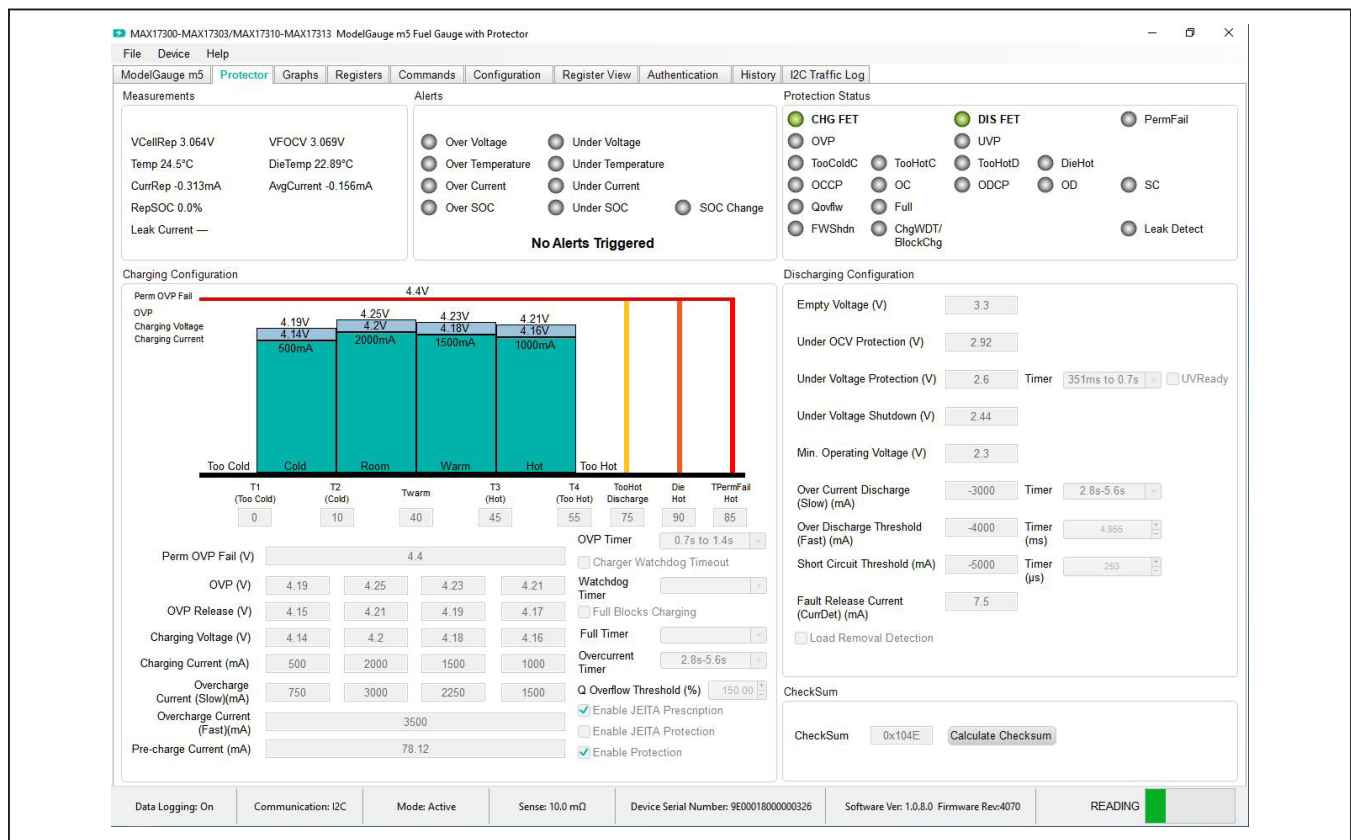 MAX17300-MAX17303/MAX17310-MAX17313 ModelGauge m5 Fuel Gauge with Protector
File Device Help
ModelGauge m5 Protector Graphs Registers Commands Configuration Register View Authentication History I2C Traffic Log
Measurements
VCellRep 3.064V VFOCV 3.069V
Temp 24.5°C DieTemp 22.89°C
CurrRep -0.313mA AvgCurrent -0.156mA
RepSOC 0.0%
Leak Current —
Alerts
Over Voltage Under Voltage
Over Temperature Under Temperature
Over Current Under Current
Over SOC Under SOC SOC Change
No Alerts Triggered
Protection Status
CHG FET DIS FET PermFail
OVP UVP
TooColdC TooHotC TooHotD DieHot
OCCP OC ODCP OD SC
Qovflw Full
FWShdn ChgWDT/ Leak Detect
BlockChg
Charging Configuration
Perm OVP Fail 4.4V
OVP 4.19V 4.25V 4.23V 4.21V
Charging Voltage 4.14V 4.2V 4.18V 4.16V
Charging Current 500mA 2000mA 1500mA 1000mA
Too Cold Cold Room Warm Hot Too Hot
T1 T2 Twarm T3 T4 TooHot Die TPermFail
(Too Cold) (Cold) (Hot) (Too Hot) Discharge Hot Hot
0 10 40 45 55 75 90 85
OVP Timer 0.7s to 1.4s
Perm OVP Fail (V) 4.4
Charger Watchdog Timeout
OVP (V) 4.19 4.25 4.23 4.21
Watchdog
Timer
OVP Release (V) 4.15 4.21 4.19 4.17
Full Blocks Charging
Charging Voltage (V) 4.14 4.2 4.18 4.16
Full Timer
Charging Current (mA) 500 2000 1500 1000
Overcurrent
Timer 2.8s-5.6s
Overcharge
Current (Slow)(mA) 750 3000 2250 1500
Q Overflow Threshold (%) 150.00
Enable JEITA Prescription
Overcharge Current
(Fast)(mA) 3500
Enable JEITA Protection
Pre-charge Current (mA) 78.12
Enable Protection
Discharging Configuration
Empty Voltage (V) 3.3
Under OCV Protection (V) 2.92
Under Voltage Protection (V) 2.6 Timer 351ms to 0.7s UVReady
Under Voltage Shutdown (V) 2.44
Min. Operating Voltage (V) 2.3
Over Current Discharge
(Slow) (mA) -3000 Timer 2.8s-5.6s
Over Discharge Threshold
(Fast) (mA) -4000 Timer
(ms) 4.955
Short Circuit Threshold (mA) -5000 Timer
(µs) 253
Fault Release Current
(CurrDet) (mA) 7.5
Load Removal Detection
CheckSum
CheckSum 0x104E Calculate Checksum
Data Logging: On Communication: I2C Mode: Active Sense: 10.0 mΩ Device Serial Number: 9E00018000000326 Software Ver: 1.0.8.0 Firmware Rev:4070 READING